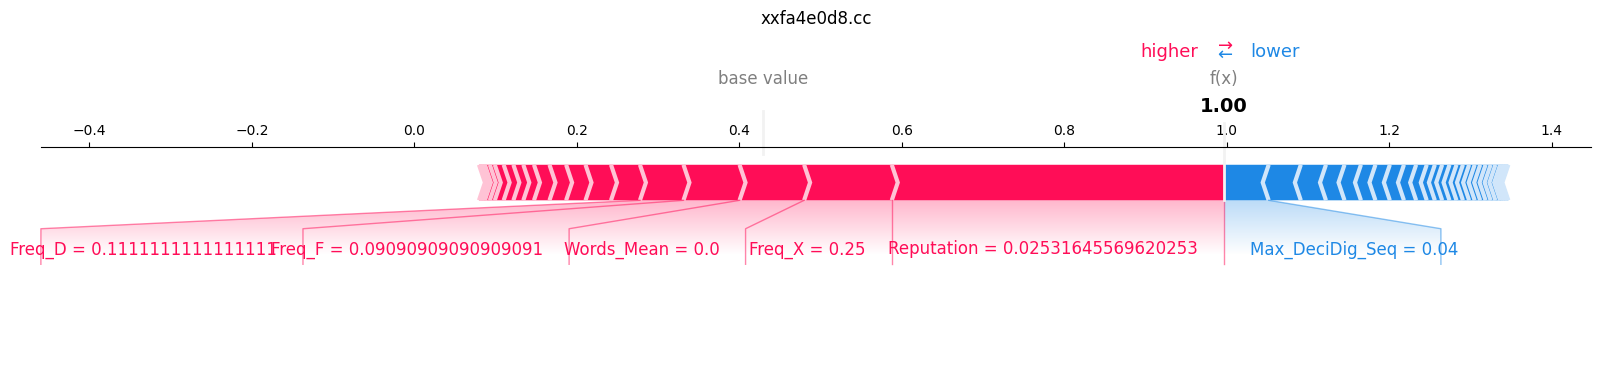 xxfa4e0d8.cc
higher → ← lower
base value f(x)
1.00
−0.4 −0.2 0.0 0.2 0.4 0.6 0.8 1.0 1.2 1.4
Freq_D = 0.1111111111111111 Freq_F = 0.09090909090909091 Words_Mean = 0.0 Freq_X = 0.25 Reputation = 0.02531645569620253 Max_DeciDig_Seq = 0.04